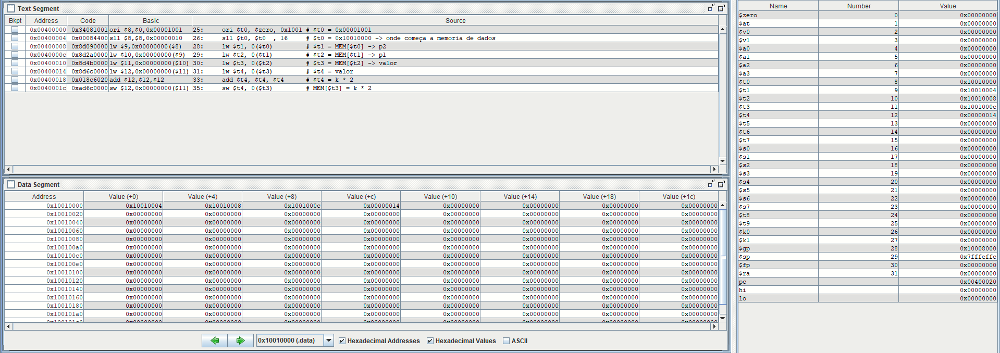 Text Segment
Bkpt Address Code Basic Source
0x00400000 0x34081001 ori $8,$0,0x00001001 25: ori $t0, $zero, 0x1001 # $t0 = 0x00001001
0x00400004 0x00084400 sll $8,$8,0x00000010 26: sll $t0, $t0 , 16 # $t0 = 0x10010000 -> onde começa a memoria de dados
0x00400008 0x8d090000 lw $9,0x00000000($8) 28: lw $t1, 0($t0) # $t1 = MEM[$t0] -> p2
0x0040000c 0x8d2a0000 lw $10,0x00000000($9) 29: lw $t2, 0($t1) # $t2 = MEM[$t1] -> p1
0x00400010 0x8d4b0000 lw $11,0x00000000($10) 30: lw $t3, 0($t2) # $t3 = MEM[$t2] -> valor
0x00400014 0x8d6c0000 lw $12,0x00000000($11) 31: lw $t4, 0($t3) # $t4 = valor
0x00400018 0x018c6020 add $12,$12,$12 33: add $t4, $t4, $t4 # $t4 = k * 2
0x0040001c 0xad6c0000 sw $12,0x00000000($11) 35: sw $t4, 0($t3) # MEM[$t3] = k * 2
Data Segment
Address Value (+0) Value (+4) Value (+8) Value (+c) Value (+10) Value (+14) Value (+18) Value (+1c)
0x10010000 0x10010004 0x10010008 0x1001000c 0x00000014 0x00000000 0x00000000 0x00000000 0x00000000
0x10010020 0x00000000 0x00000000 0x00000000 0x00000000 0x00000000 0x00000000 0x00000000 0x00000000
0x10010040 0x00000000 0x00000000 0x00000000 0x00000000 0x00000000 0x00000000 0x00000000 0x00000000
0x10010060 0x00000000 0x00000000 0x00000000 0x00000000 0x00000000 0x00000000 0x00000000 0x00000000
0x10010080 0x00000000 0x00000000 0x00000000 0x00000000 0x00000000 0x00000000 0x00000000 0x00000000
0x100100a0 0x00000000 0x00000000 0x00000000 0x00000000 0x00000000 0x00000000 0x00000000 0x00000000
0x100100c0 0x00000000 0x00000000 0x00000000 0x00000000 0x00000000 0x00000000 0x00000000 0x00000000
0x100100e0 0x00000000 0x00000000 0x00000000 0x00000000 0x00000000 0x00000000 0x00000000 0x00000000
0x10010100 0x00000000 0x00000000 0x00000000 0x00000000 0x00000000 0x00000000 0x00000000 0x00000000
0x10010120 0x00000000 0x00000000 0x00000000 0x00000000 0x00000000 0x00000000 0x00000000 0x00000000
0x10010140 0x00000000 0x00000000 0x00000000 0x00000000 0x00000000 0x00000000 0x00000000 0x00000000
0x10010160 0x00000000 0x00000000 0x00000000 0x00000000 0x00000000 0x00000000 0x00000000 0x00000000
0x10010180 0x00000000 0x00000000 0x00000000 0x00000000 0x00000000 0x00000000 0x00000000 0x00000000
0x100101a0 0x00000000 0x00000000 0x00000000 0x00000000 0x00000000 0x00000000 0x00000000 0x00000000
0x10010000 (.data) Hexadecimal Addresses Hexadecimal Values ASCII
Name Number Value
$zero 0 0x00000000
$at 1 0x00000000
$v0 2 0x00000000
$v1 3 0x00000000
$a0 4 0x00000000
$a1 5 0x00000000
$a2 6 0x00000000
$a3 7 0x00000000
$t0 8 0x10010000
$t1 9 0x10010004
$t2 10 0x10010008
$t3 11 0x1001000c
$t4 12 0x00000014
$t5 13 0x00000000
$t6 14 0x00000000
$t7 15 0x00000000
$s0 16 0x00000000
$s1 17 0x00000000
$s2 18 0x00000000
$s3 19 0x00000000
$s4 20 0x00000000
$s5 21 0x00000000
$s6 22 0x00000000
$s7 23 0x00000000
$t8 24 0x00000000
$t9 25 0x00000000
$k0 26 0x00000000
$k1 27 0x00000000
$gp 28 0x10008000
$sp 29 0x7fffeffc
$fp 30 0x00000000
$ra 31 0x00000000
pc 0x00400020
hi 0x00000000
lo 0x00000000